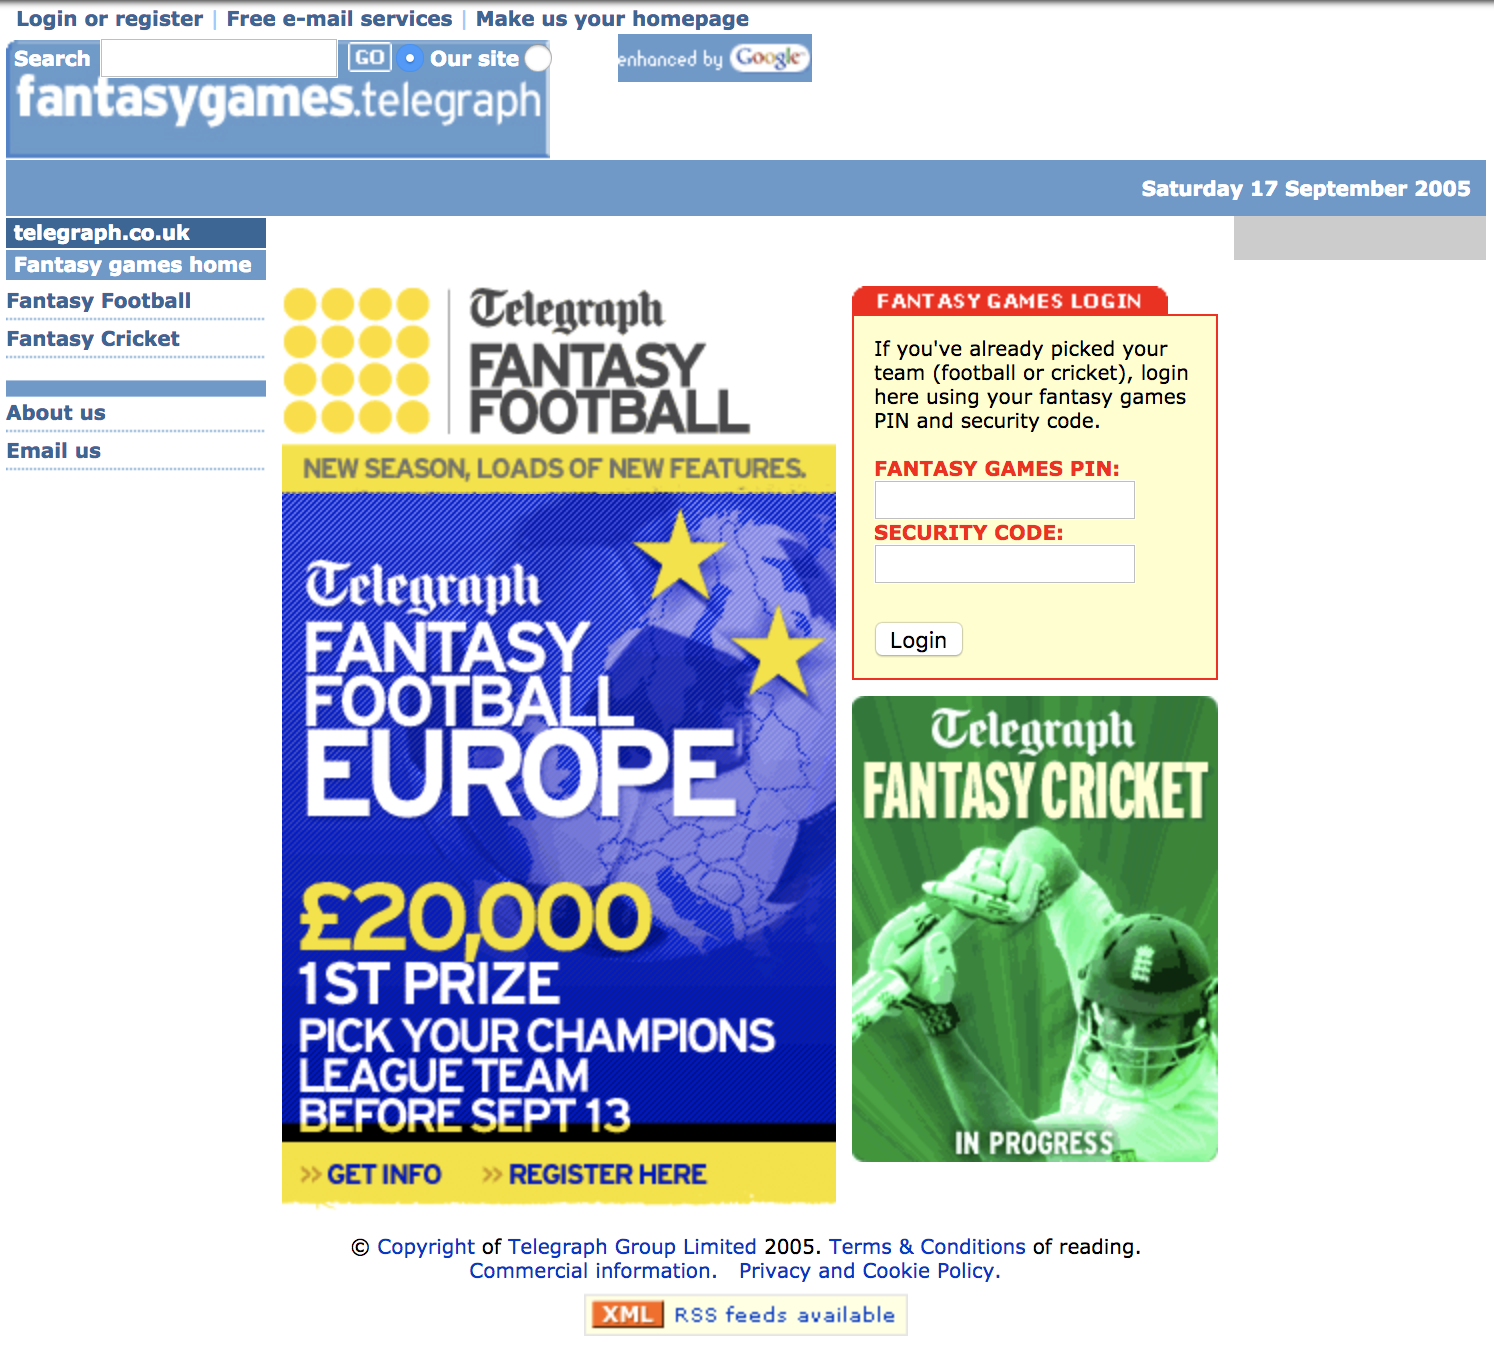 Login or register | Free e-mail services | Make us your homepage
Search GO Our site
enhanced by Google
fantasygames.telegraph
Saturday 17 September 2005
telegraph.co.uk
Fantasy games home
Fantasy Football
Fantasy Cricket
About us
Email us
Telegraph
FANTASY
FOOTBALL
NEW SEASON, LOADS OF NEW FEATURES.
Telegraph
FANTASY
FOOTBALL
EUROPE
£20,000
1ST PRIZE
PICK YOUR CHAMPIONS
LEAGUE TEAM
BEFORE SEPT 13
>> GET INFO >> REGISTER HERE
FANTASY GAMES LOGIN
If you've already picked your
team (football or cricket), login
here using your fantasy games
PIN and security code.
FANTASY GAMES PIN:
SECURITY CODE:
Login
Telegraph
FANTASY CRICKET
IN PROGRESS
© Copyright of Telegraph Group Limited 2005. Terms & Conditions of reading.
Commercial information. Privacy and Cookie Policy.
XML RSS feeds available